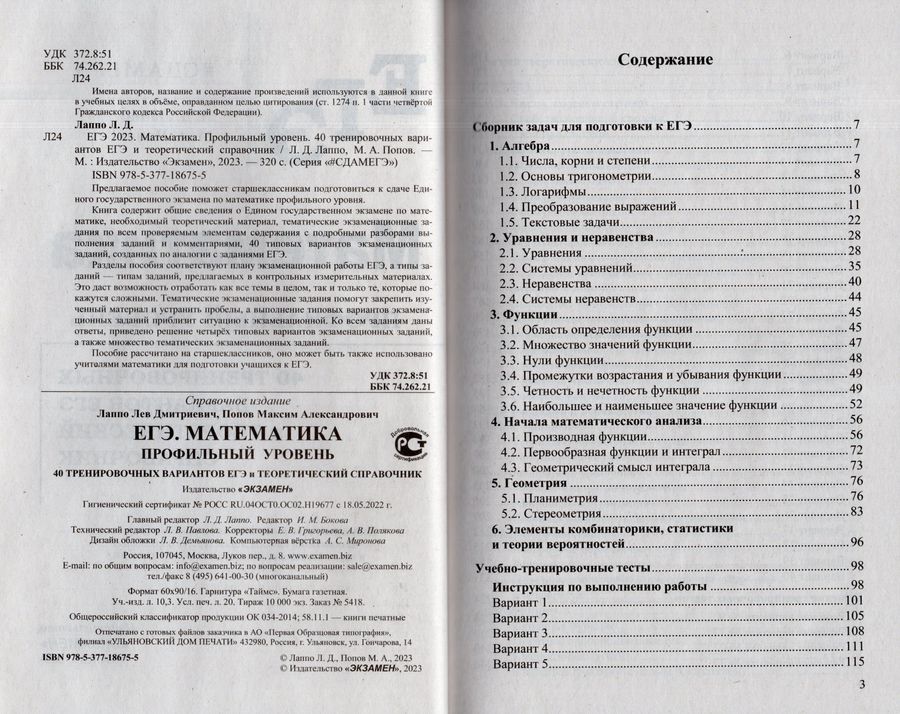 УДК 372.8:51
ББК 74.262.21
Л24
Имена авторов, название и содержание произведений используются в данной книге
в учебных целях в объёме, оправданном целью цитирования (ст. 1274 п. 1 части четвёртой
Гражданского кодекса Российской Федерации).
Лаппо Л. Д.
Л24 ЕГЭ 2023. Математика. Профильный уровень. 40 тренировочных вари-
антов ЕГЭ и теоретический справочник / Л. Д. Лаппо, М. А. Попов. —
М. : Издательство «Экзамен», 2023. — 320 с. (Серия «#СДАМЕГЭ»)
ISBN 978-5-377-18675-5
Предлагаемое пособие поможет старшеклассникам подготовиться к сдаче Еди-
ного государственного экзамена по математике профильного уровня.
Книга содержит общие сведения о Едином государственном экзамене по мате-
матике, необходимый теоретический материал, тематические экзаменационные за-
дания по всем проверяемым элементам содержания с подробными разборами вы-
полнения заданий и комментариями, 40 типовых вариантов экзаменационных
заданий, созданных по аналогии с заданиями ЕГЭ.
Разделы пособия соответствуют плану экзаменационной работы ЕГЭ, а типы за-
даний — типам заданий, предлагаемых в контрольных измерительных материалах.
Это даст возможность отработать как все темы в целом, так и только те, которые по-
кажутся сложными. Тематические экзаменационные задания помогут закрепить изу-
ченный материал и устранить пробелы, а выполнение типовых вариантов экзамена-
ционных заданий приблизит ситуацию к экзаменационной. Ко всем заданиям даны
ответы, приведено решение четырёх типовых вариантов экзаменационных заданий,
а также множество тематических экзаменационных заданий.
Пособие рассчитано на старшеклассников, оно может быть также использовано
учителями математики для подготовки учащихся к ЕГЭ.
УДК 372.8:51
ББК 74.262.21
Справочное издание
Лаппо Лев Дмитриевич, Попов Максим Александрович
ЕГЭ. МАТЕМАТИКА
ПРОФИЛЬНЫЙ УРОВЕНЬ
Добровольная
РСТ
сертификация
40 ТРЕНИРОВОЧНЫХ ВАРИАНТОВ ЕГЭ и ТЕОРЕТИЧЕСКИЙ СПРАВОЧНИК
Издательство «ЭКЗАМЕН»
Гигиенический сертификат № РОСС RU.04ОСТ0.ОС02.Н19677 с 18.05.2022 г.
Главный редактор Л. Д. Лаппо. Редактор И. М. Бокова
Технический редактор Л. В. Павлова. Корректоры Е. В. Григорьева, А. В. Полякова
Дизайн обложки Л. В. Демьянова. Компьютерная вёрстка А. С. Миронова
Россия, 107045, Москва, Луков пер., д. 8. www.examen.biz
E-mail: по общим вопросам: info@examen.biz; по вопросам реализации: sale@examen.biz
тел./факс 8 (495) 641-00-30 (многоканальный)
Формат 60х90/16. Гарнитура «Таймс». Бумага газетная.
Уч.-изд. л. 10,3. Усл. печ. л. 20. Тираж 10 000 экз. Заказ № 5418.
Общероссийский классификатор продукции ОК 034-2014; 58.11.1 — книги печатные
Отпечатано с готовых файлов заказчика в АО «Первая Образцовая типография»,
филиал «УЛЬЯНОВСКИЙ ДОМ ПЕЧАТИ» 432980, Россия, г. Ульяновск, ул. Гончарова, 14
ISBN 978-5-377-18675-5 © Лаппо Л. Д., Попов М. А., 2023
© Издательство «ЭКЗАМЕН», 2023
Содержание
Сборник задач для подготовки к ЕГЭ 7
1. Алгебра 7
1.1. Числа, корни и степени 7
1.2. Основы тригонометрии 8
1.3. Логарифмы 10
1.4. Преобразование выражений 11
1.5. Текстовые задачи 22
2. Уравнения и неравенства 28
2.1. Уравнения 28
2.2. Системы уравнений 35
2.3. Неравенства 40
2.4. Системы неравенств 44
3. Функции 45
3.1. Область определения функции 45
3.2. Множество значений функции 47
3.3. Нули функции 48
3.4. Промежутки возрастания и убывания функции 49
3.5. Четность и нечетность функции 49
3.6. Наибольшее и наименьшее значение функции 52
4. Начала математического анализа 56
4.1. Производная функции 56
4.2. Первообразная функции и интеграл 72
4.3. Геометрический смысл интеграла 73
5. Геометрия 76
5.1. Планиметрия 76
5.2. Стереометрия 83
6. Элементы комбинаторики, статистики
и теории вероятностей 96
Учебно-тренировочные тесты 98
Инструкция по выполнению работы 98
Вариант 1 101
Вариант 2 105
Вариант 3 108
Вариант 4 111
Вариант 5 115
3